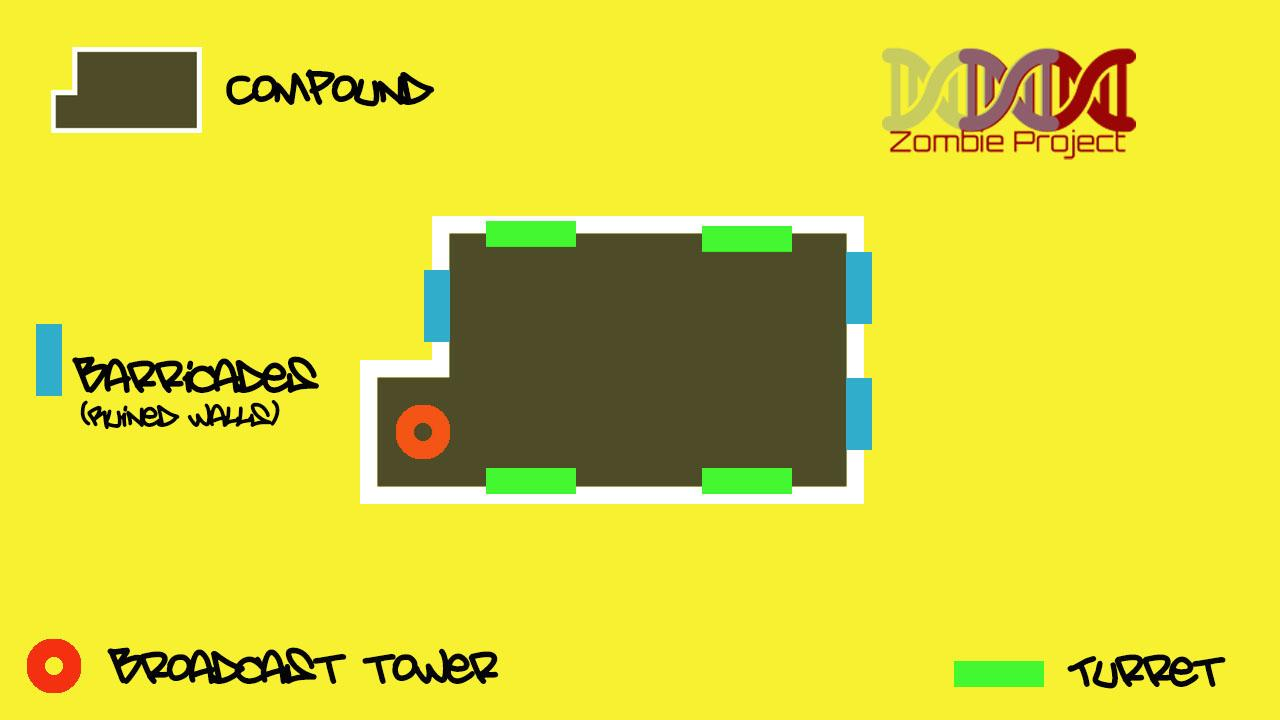 COMPOUND
Zombie Project
BARRiCADeS
(RUiNeD WALLS)
BROADCAST TOWeR
TURReT